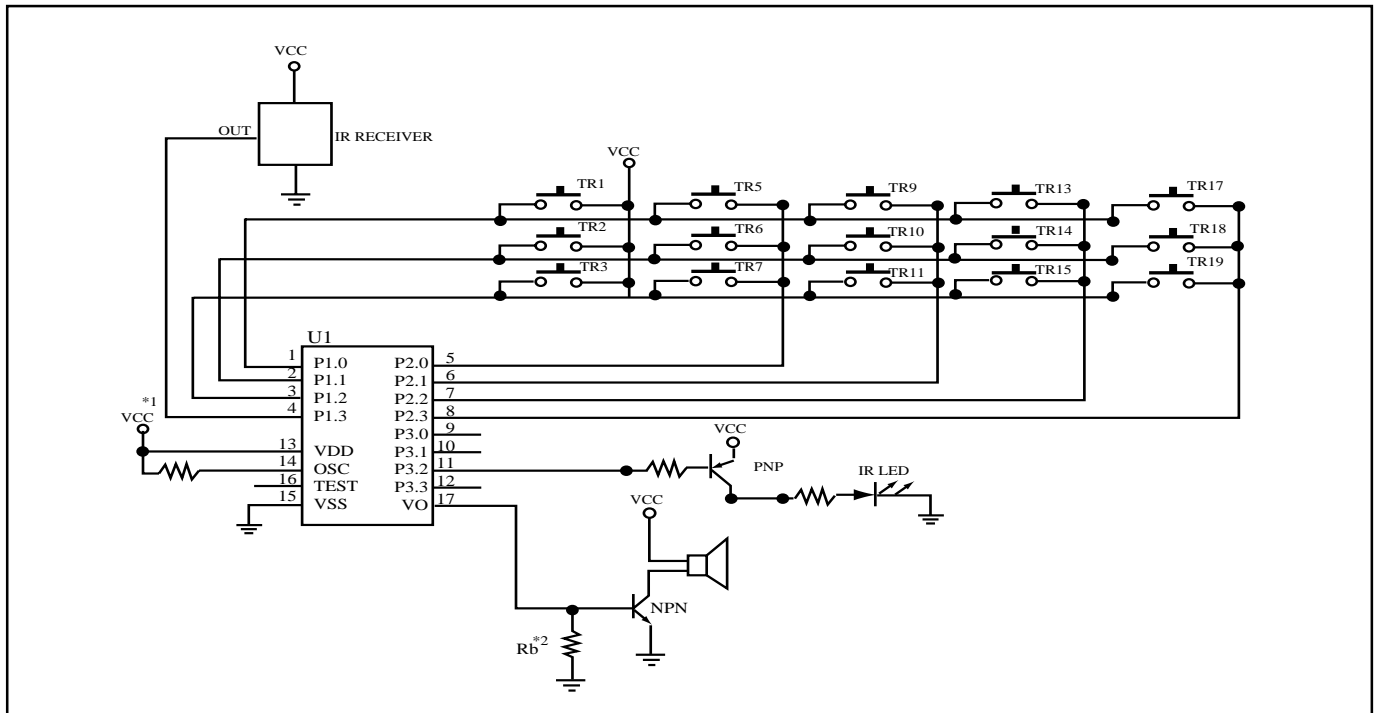 VCC
OUT
IR RECEIVER
VCC
TR1
TR5
TR9
TR13
TR17
TR2
TR6
TR10
TR14
TR18
TR3
TR7
TR11
TR15
TR19
U1
1 P1.0 P2.0 5
2 P1.1 P2.1 6
3 P1.2 P2.2 7
4 P1.3 P2.3 8
P3.0 9
*1
VCC
13 VDD P3.1 10
14 OSC P3.2 11
16 TEST P3.3 12
15 VSS VO 17
VCC
PNP
IR LED
VCC
NPN
Rb*2